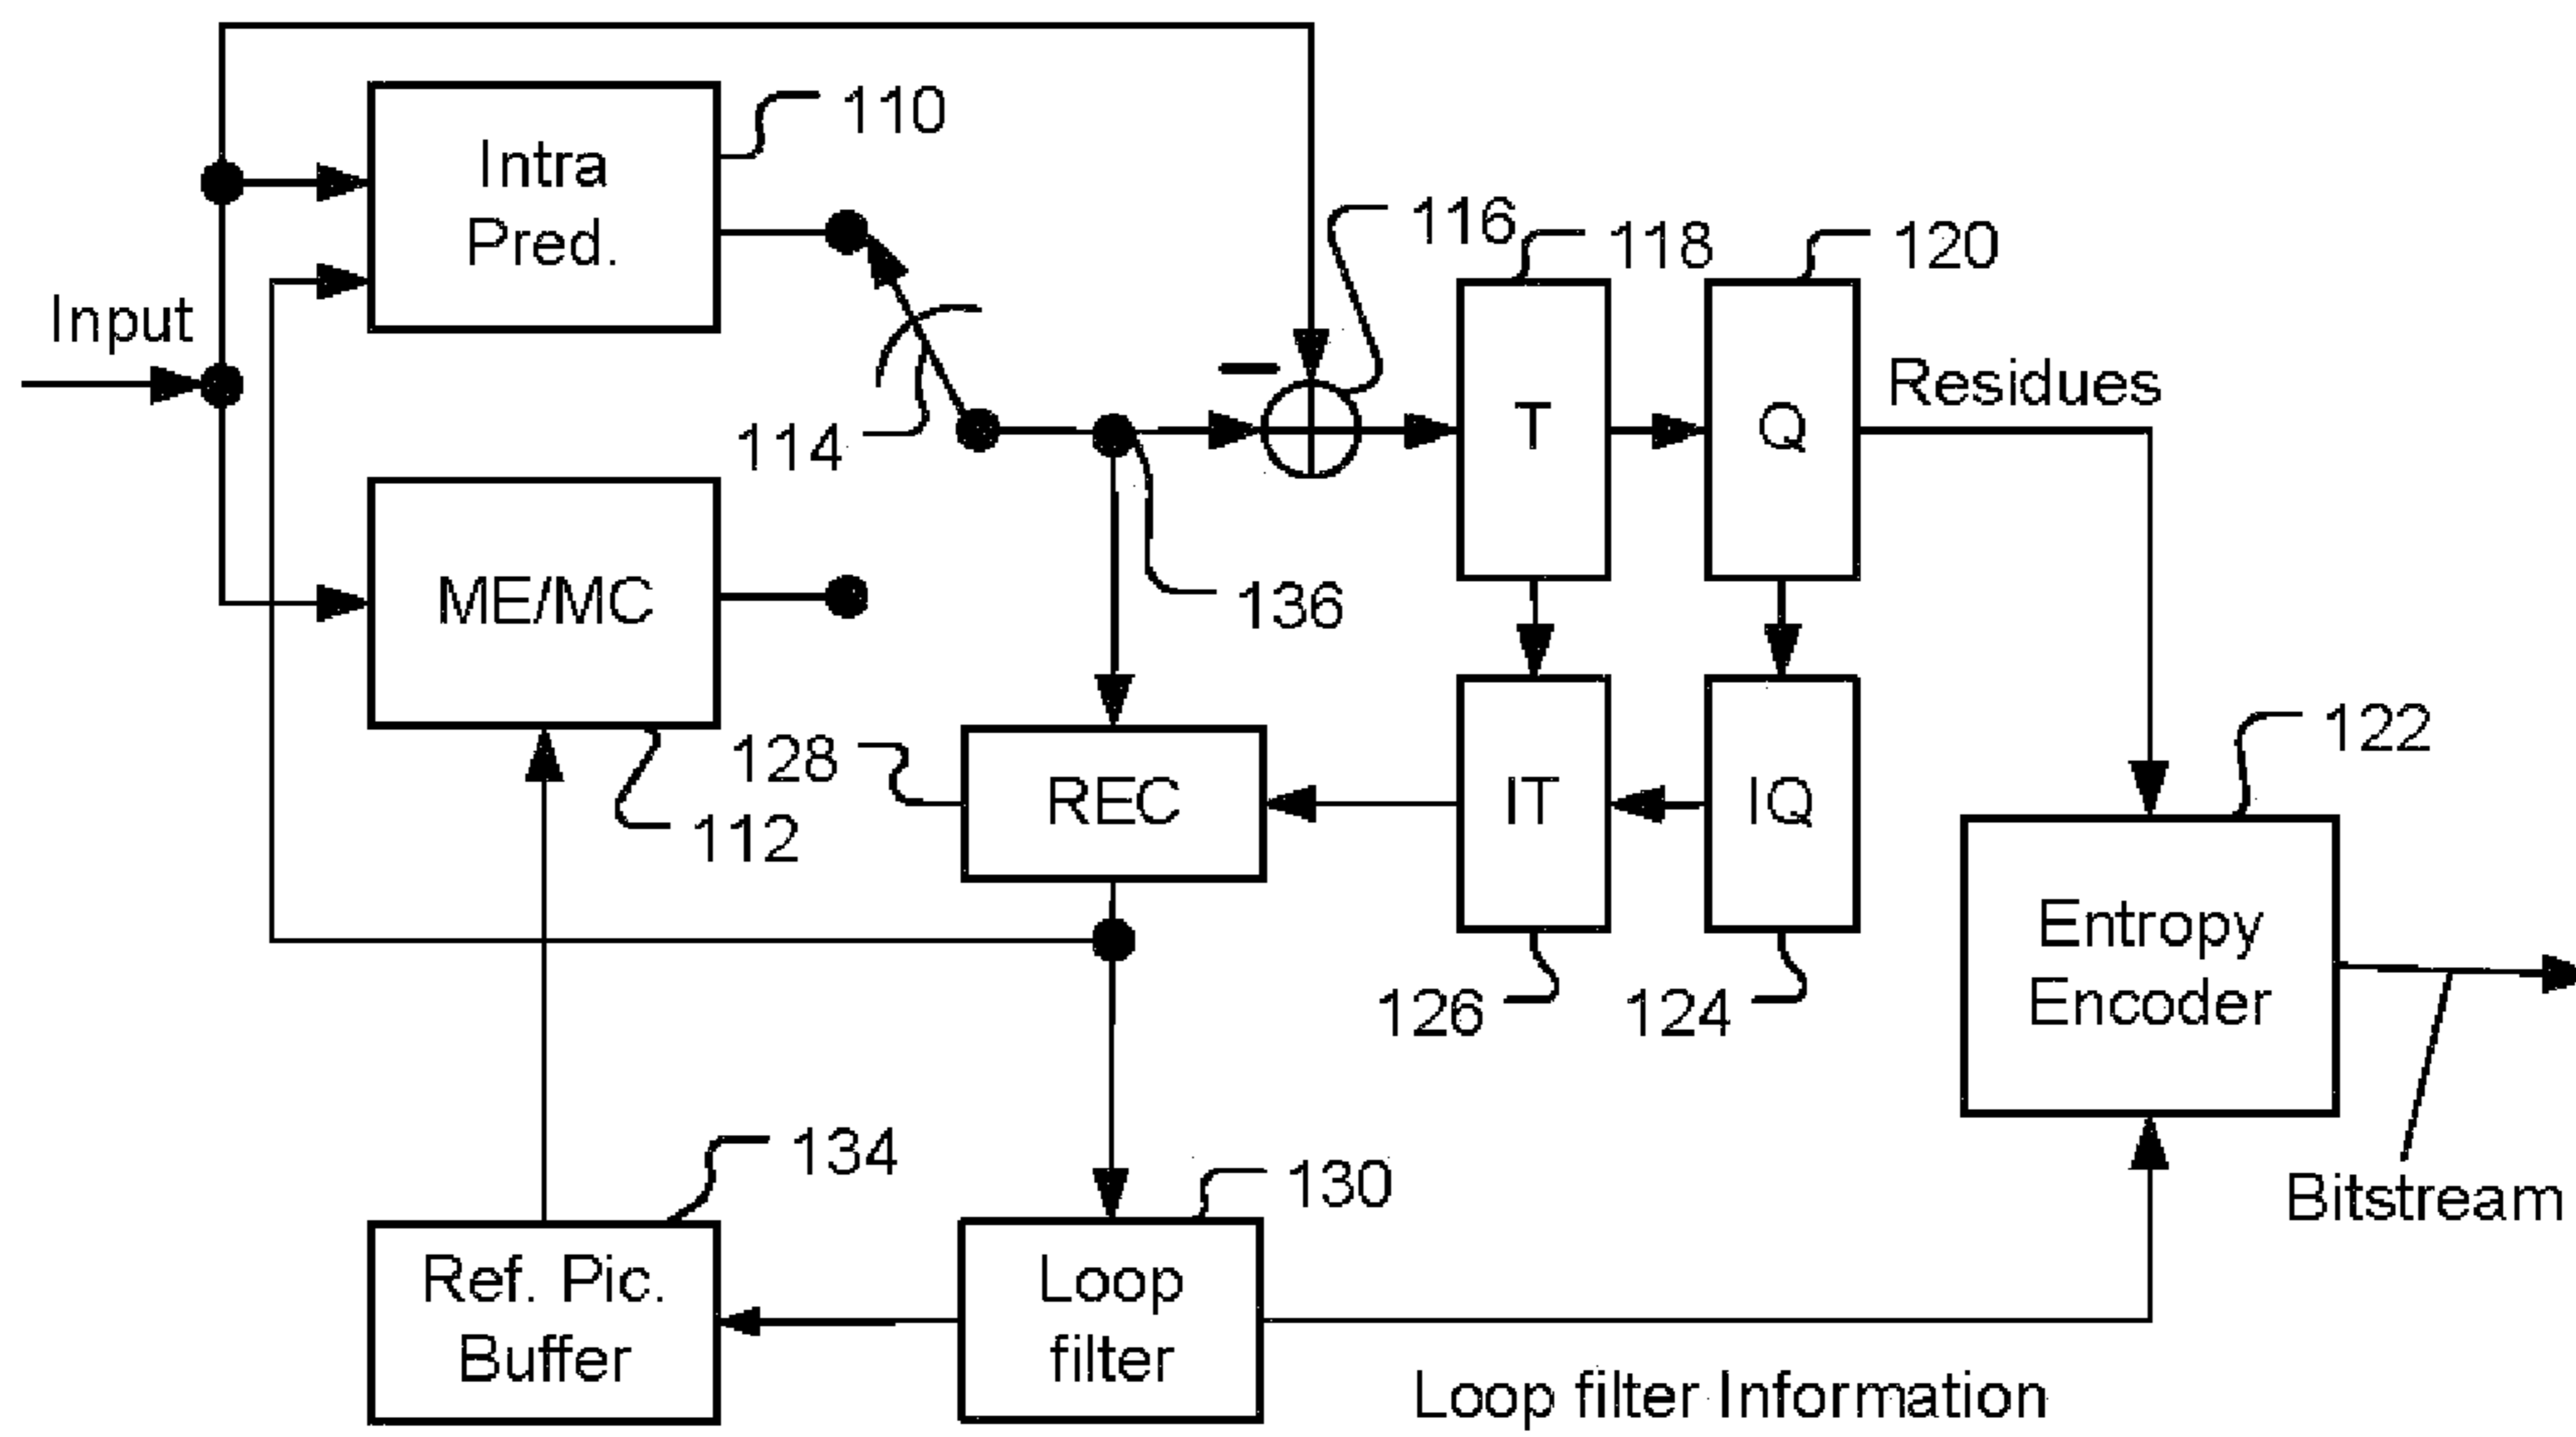 110
Intra
Pred.
116
118
120
Input
−
Residues
T
Q
114
ME/MC
136
128
REC
IT
IQ
122
112
Entropy
Encoder
126
124
134
130
Bitstream
Ref. Pic.
Buffer
Loop
filter
Loop filter Information